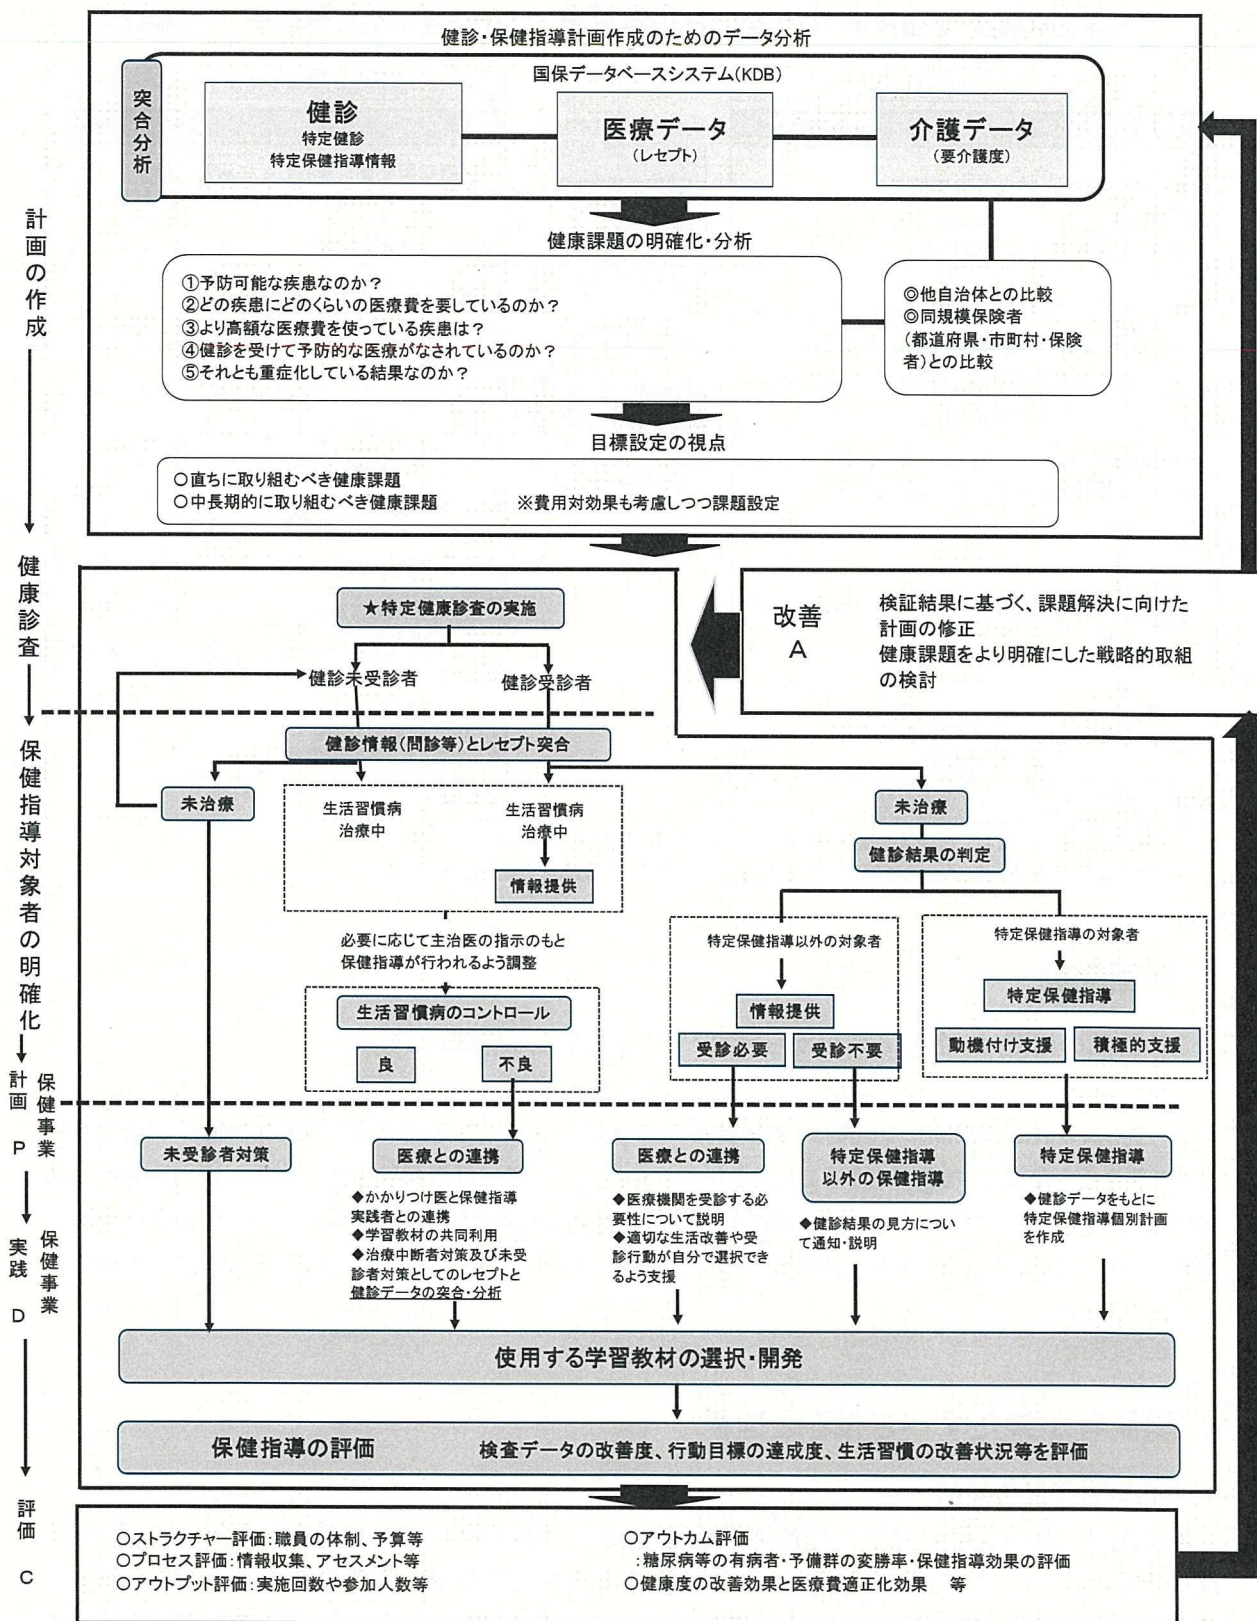 健診・保健指導計画作成のためのデータ分析
国保データベースシステム(KDB)
突合分析
健診
特定健診
特定保健指導情報
医療データ
(レセプト)
介護データ
(要介護度)
健康課題の明確化・分析
①予防可能な疾患なのか?
②どの疾患にどのくらいの医療費を要しているのか?
③より高額な医療費を使っている疾患は?
④健診を受けて予防的な医療がなされているのか?
⑤それとも重症化している結果なのか?
◎他自治体との比較
◎同規模保険者
(都道府県・市町村・保険
者)との比較
目標設定の視点
○直ちに取り組むべき健康課題
○中長期的に取り組むべき健康課題 ※費用対効果も考慮しつつ課題設定
計画の作成
健康診査
保健指導対象者の明確化
保健事業
計画 P
保健事業
実践 D
評価 C
改善
A
検証結果に基づく、課題解決に向けた
計画の修正
健康課題をより明確にした戦略的取組
の検討
★特定健康診査の実施
健診未受診者
健診受診者
健診情報(問診等)とレセプト突合
未治療
生活習慣病
治療中
生活習慣病
治療中
情報提供
未治療
健診結果の判定
必要に応じて主治医の指示のもと
保健指導が行われるよう調整
生活習慣病のコントロール
良
不良
特定保健指導以外の対象者
情報提供
受診必要
受診不要
特定保健指導の対象者
特定保健指導
動機付け支援
積極的支援
未受診者対策
医療との連携
◆かかりつけ医と保健指導
実践者との連携
◆学習教材の共同利用
◆治療中断者対策及び未受
診者対策としてのレセプトと
健診データの突合・分析
医療との連携
◆医療機関を受診する必
要性について説明
◆適切な生活改善や受
診行動が自分で選択でき
るよう支援
特定保健指導
以外の保健指導
◆健診結果の見方につい
て通知・説明
特定保健指導
◆健診データをもとに
特定保健指導個別計画
を作成
使用する学習教材の選択・開発
保健指導の評価 検査データの改善度、行動目標の達成度、生活習慣の改善状況等を評価
○ストラクチャー評価:職員の体制、予算等
○プロセス評価:情報収集、アセスメント等
○アウトプット評価:実施回数や参加人数等
○アウトカム評価
:糖尿病等の有病者・予備群の変勝率・保健指導効果の評価
○健康度の改善効果と医療費適正化効果 等